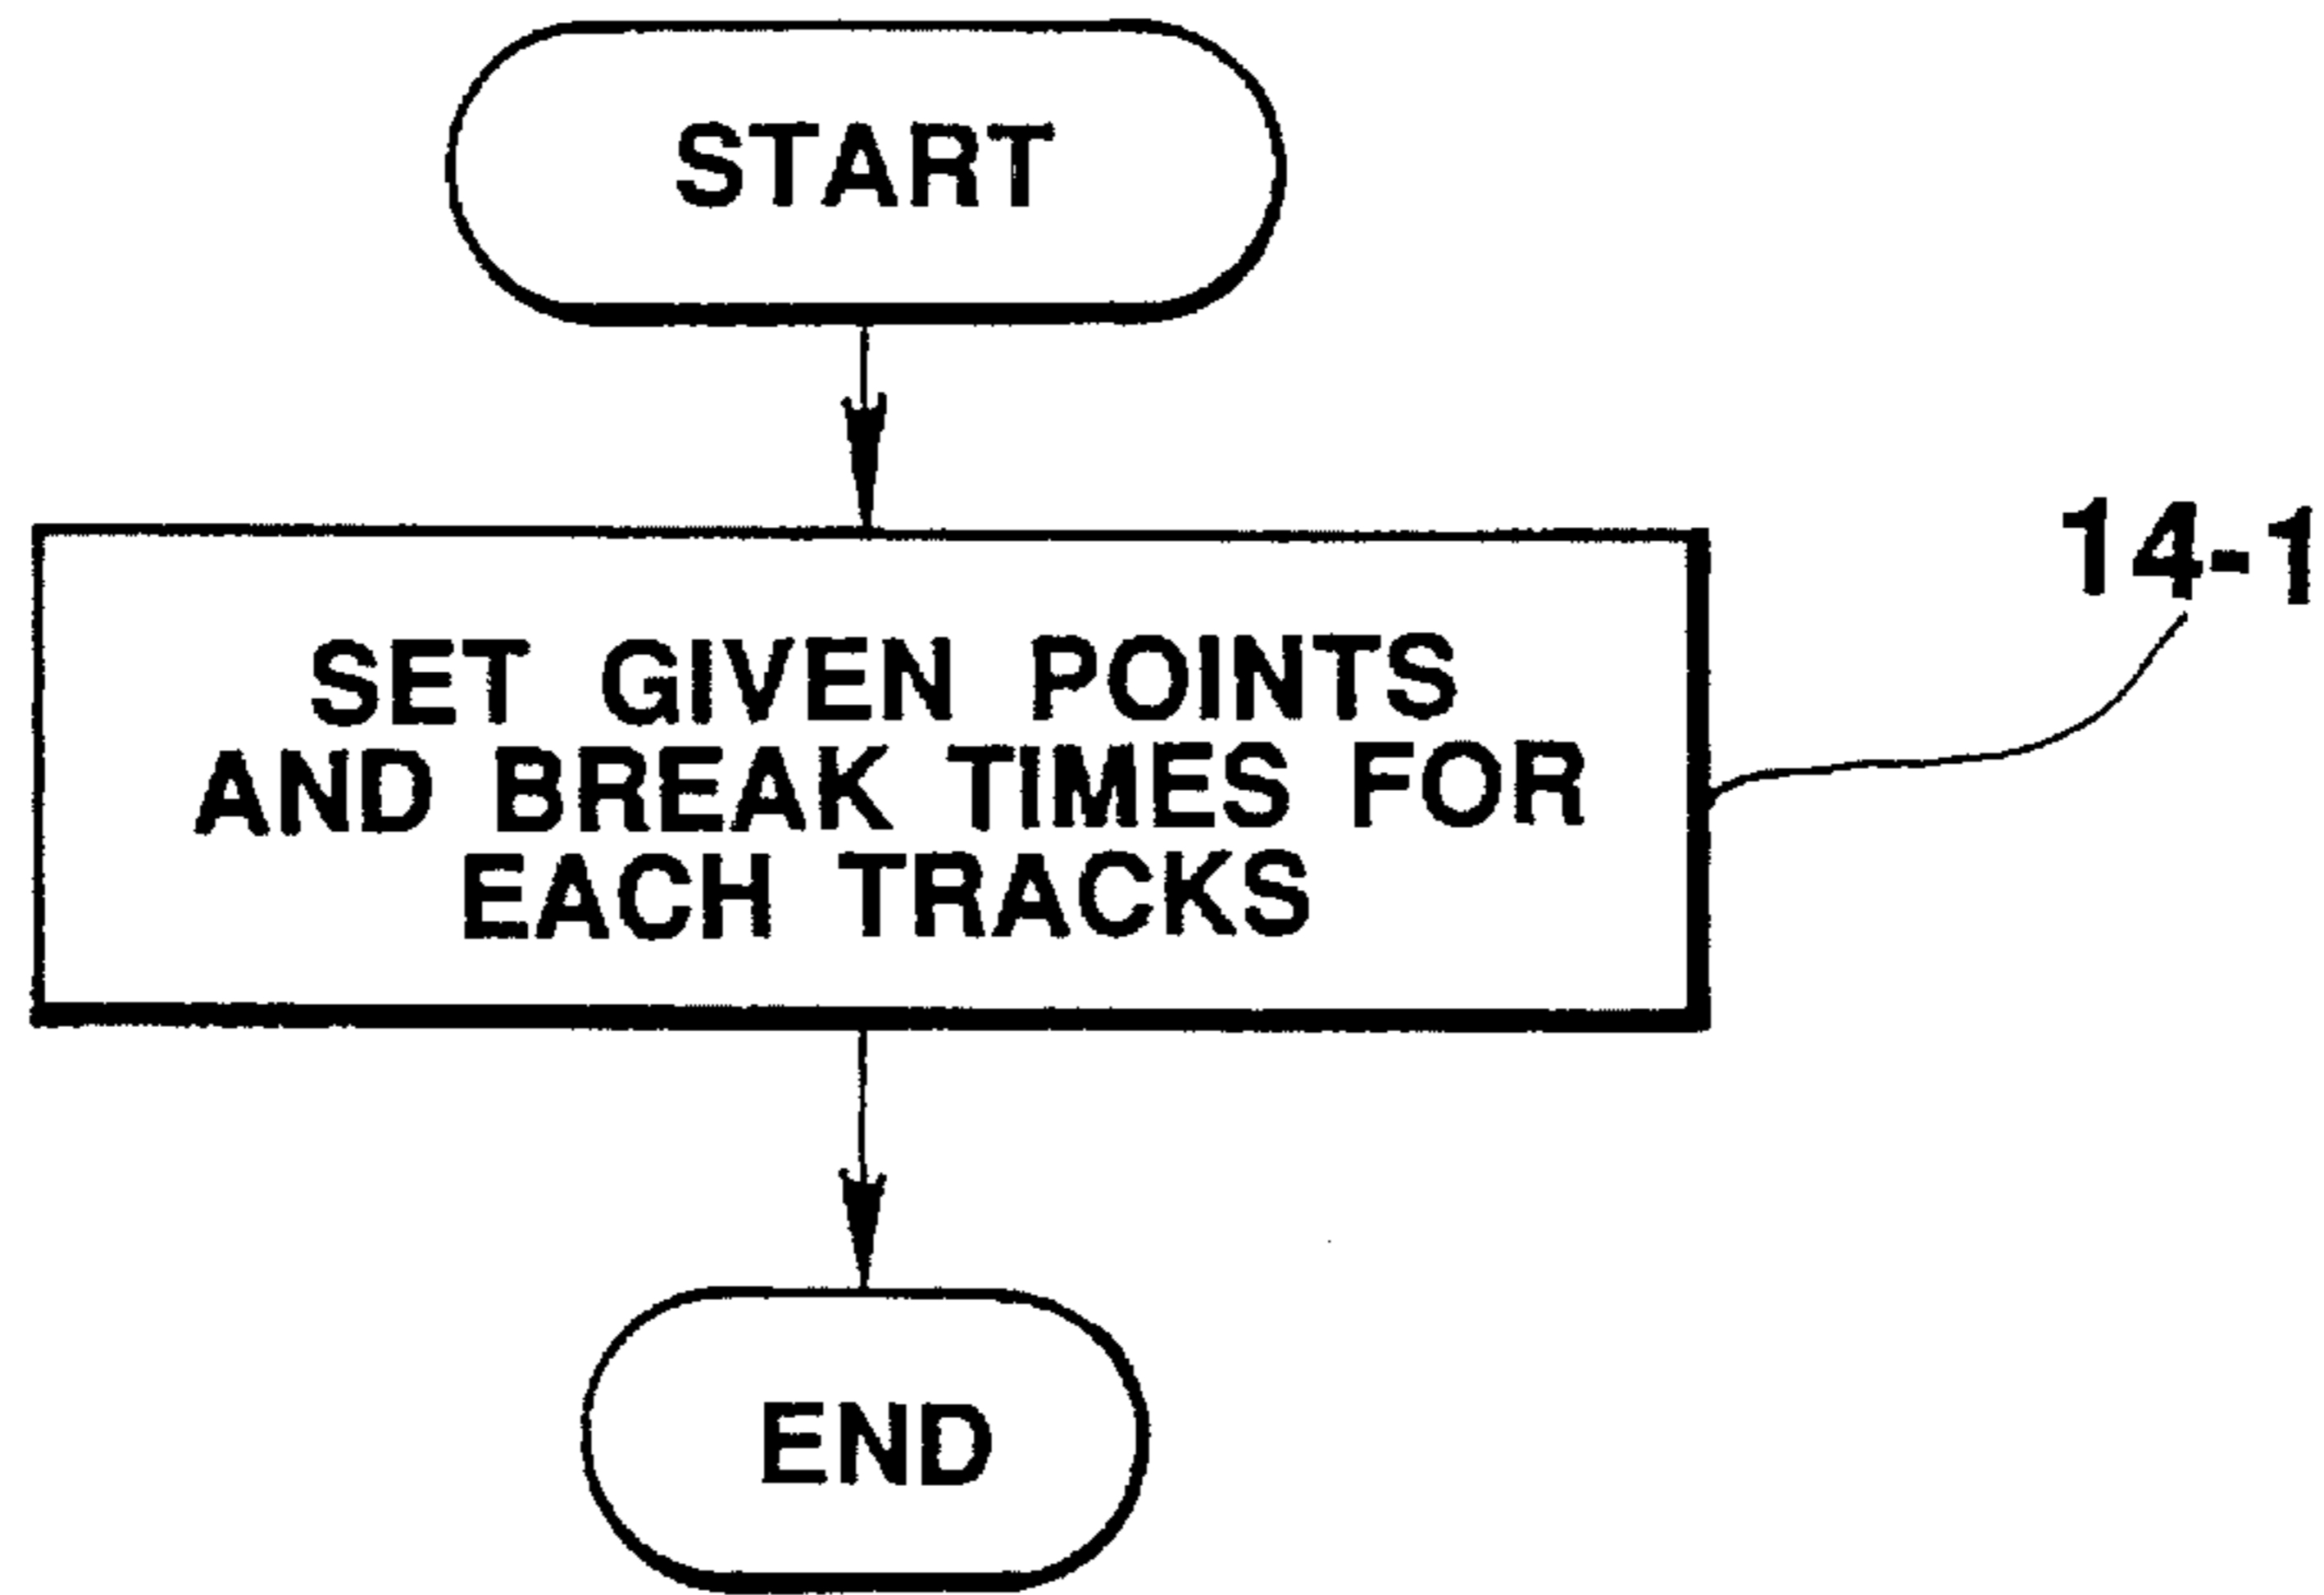 START
14-1
SET GIVEN POINTS
AND BREAK TIMES FOR
EACH TRACKS
END